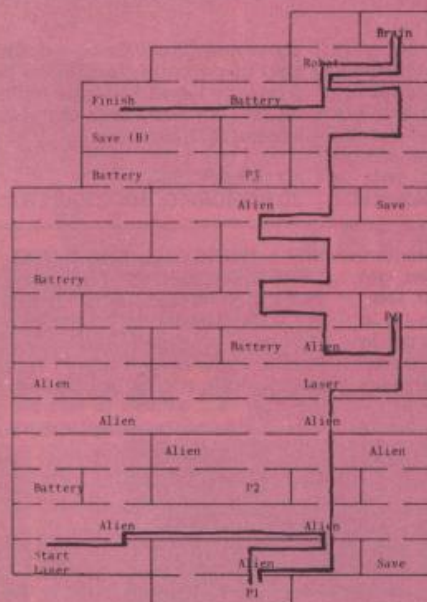 Brain
Robot
Finish Battery
Save (B)
Battery P3
Alien Save
Battery
P4
Battery Alien
Alien Laser
Alien Alien
Alien Alien
Battery P2
Alien Alien
Start Alien Save
Laser
P1